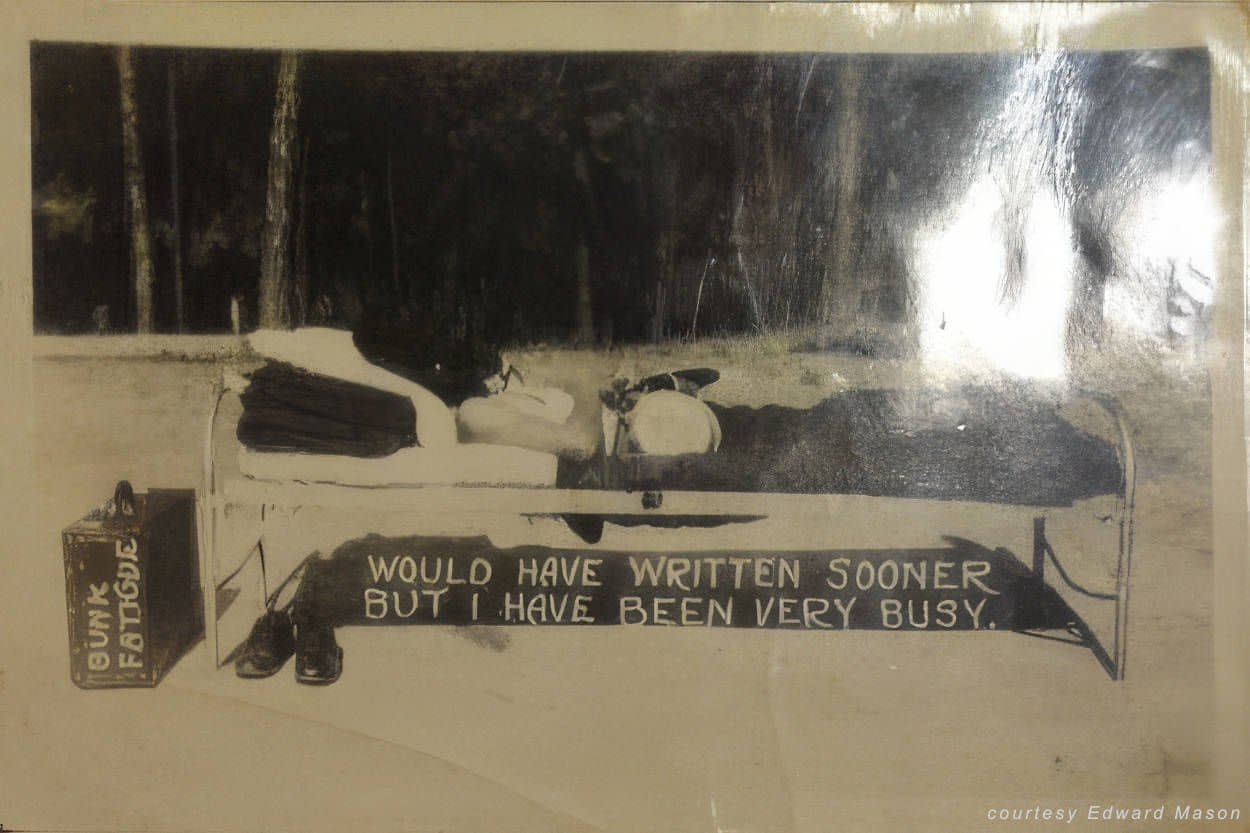 BUNK
FATIGUE
WOULD HAVE WRITTEN SOONER
BUT I HAVE BEEN VERY BUSY.
courtesy Edward Mason